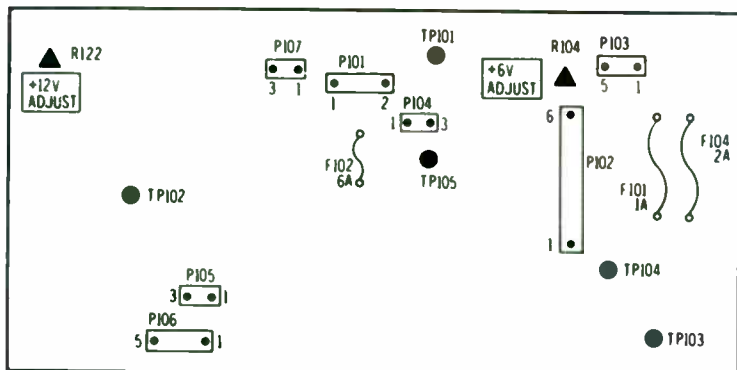 R122
+12V
ADJUST
P107
3 1
P101
1 2
TP101
P104
1 3
F102
6A
TP105
+6V
ADJUST
R104
P103
5 1
6
P102
1
F101
1A
F104
2A
TP102
TP104
TP103
P105
3 1
P106
5 1